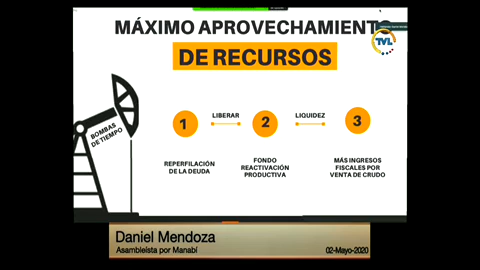 MÁXIMO APROVECHAMIENTO
DE RECURSOS
TVL
BOMBAS
DE TIEMPO
1
LIBERAR
2
LIQUIDEZ
3
REPERFILACIÓN
DE LA DEUDA
FONDO
REACTIVACIÓN
PRODUCTIVA
MÁS INGRESOS
FISCALES POR
VENTA DE CRUDO
Daniel Mendoza
Asambleísta por Manabí
02-Mayo-2020